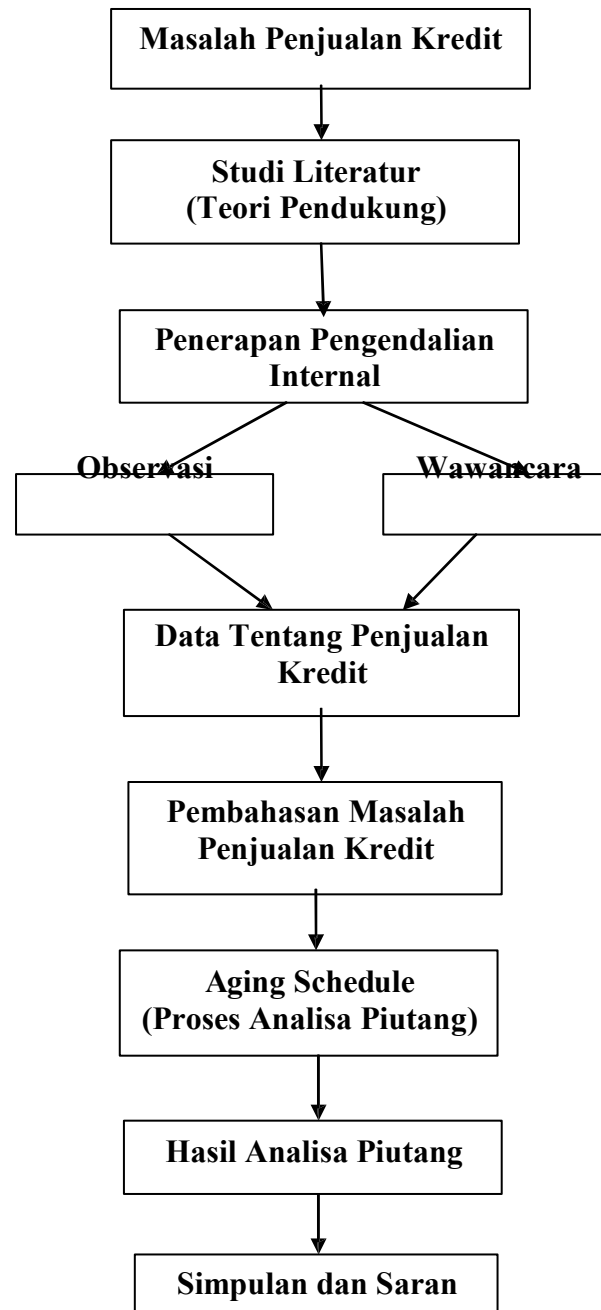 Masalah Penjualan Kredit
Studi Literatur
(Teori Pendukung)
Penerapan Pengendalian
Internal
Observasi
Wawancara
Data Tentang Penjualan
Kredit
Pembahasan Masalah
Penjualan Kredit
Aging Schedule
(Proses Analisa Piutang)
Hasil Analisa Piutang
Simpulan dan Saran